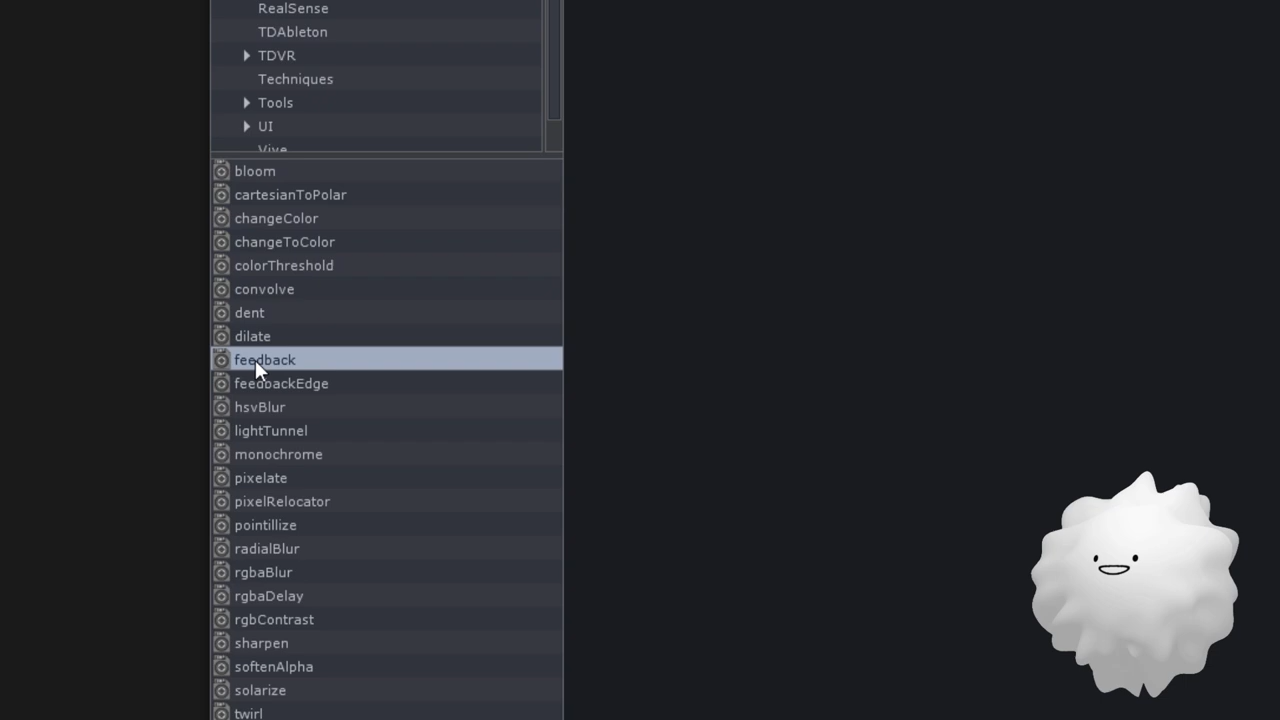 RealSense
TDAbleton
TDVR
Techniques
Tools
UI
Vive
bloom
cartesianToPolar
changeColor
changeToColor
colorThreshold
convolve
dent
dilate
feedback
feedbackEdge
hsvBlur
lightTunnel
monochrome
pixelate
pixelRelocator
pointillize
radialBlur
rgbaBlur
rgbaDelay
rgbContrast
sharpen
softenAlpha
solarize
twirl